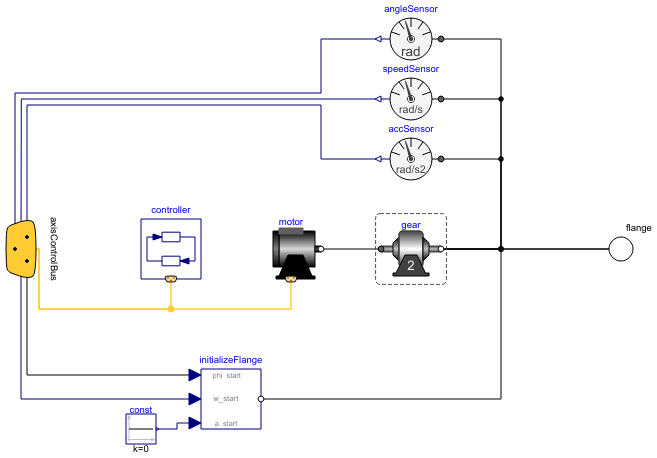 angleSensor
rad
speedSensor
rad/s
accSensor
rad/s2
axisControlBus
controller
motor
gear
2
flange
initializeFlange
phi_start
w_start
a_start
const
k=0